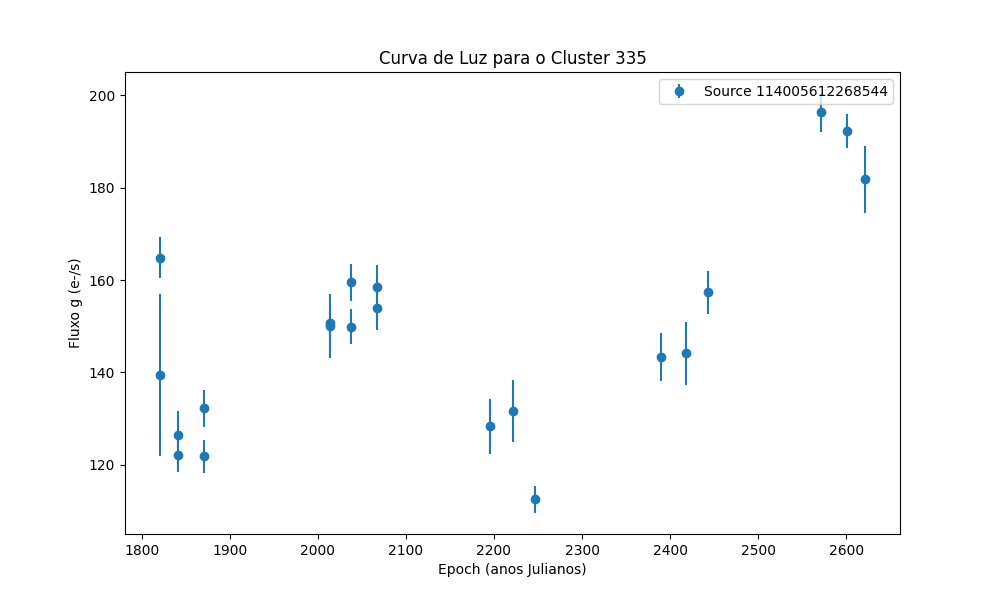 Curva de Luz para o Cluster 335
Source 114005612268544
200
180
160
140
120
Fluxo g (e-/s)
1800 1900 2000 2100 2200 2300 2400 2500 2600
Epoch (anos Julianos)